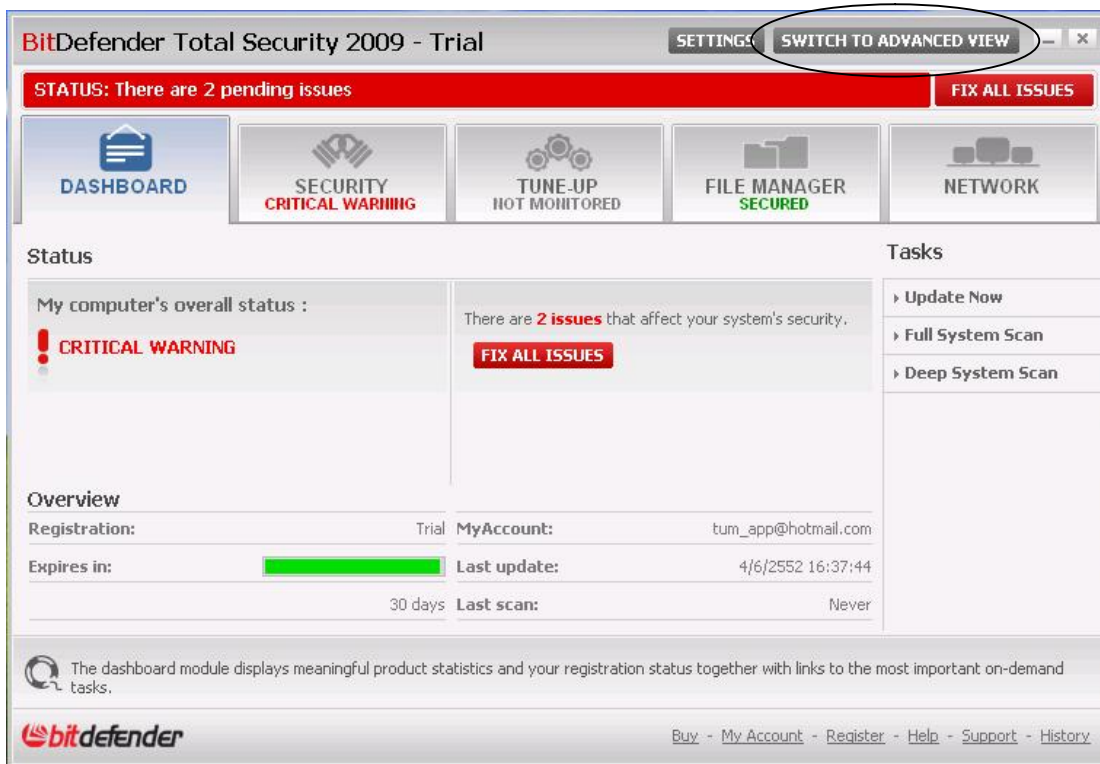 BitDefender Total Security 2009 - Trial
SETTINGS
SWITCH TO ADVANCED VIEW
STATUS: There are 2 pending issues
FIX ALL ISSUES
DASHBOARD
SECURITY
CRITICAL WARNING
TUNE-UP
NOT MONITORED
FILE MANAGER
SECURED
NETWORK
Status
My computer's overall status :
CRITICAL WARNING
There are 2 issues that affect your system's security.
FIX ALL ISSUES
Tasks
Update Now
Full System Scan
Deep System Scan
Overview
Registration: Trial
MyAccount: tum_app@hotmail.com
Expires in:
Last update: 4/6/2552 16:37:44
30 days
Last scan: Never
The dashboard module displays meaningful product statistics and your registration status together with links to the most important on-demand
tasks.
bitdefender
Buy - My Account - Register - Help - Support - History